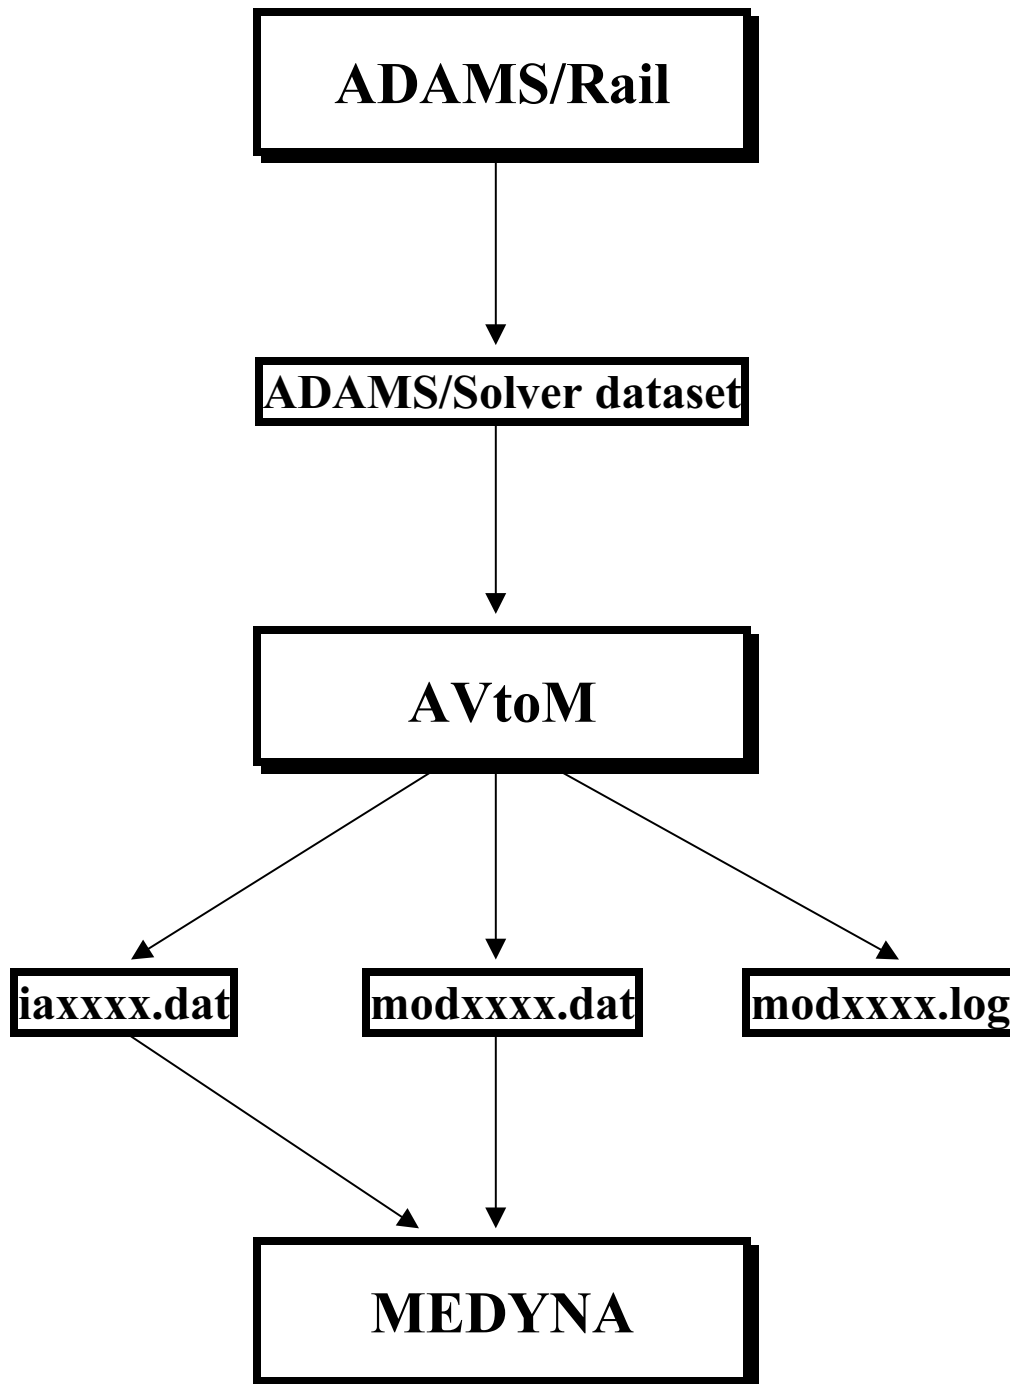 ADAMS/Rail
ADAMS/Solver dataset
AVtoM
iaxxxx.dat
modxxxx.dat
modxxxx.log
MEDYNA